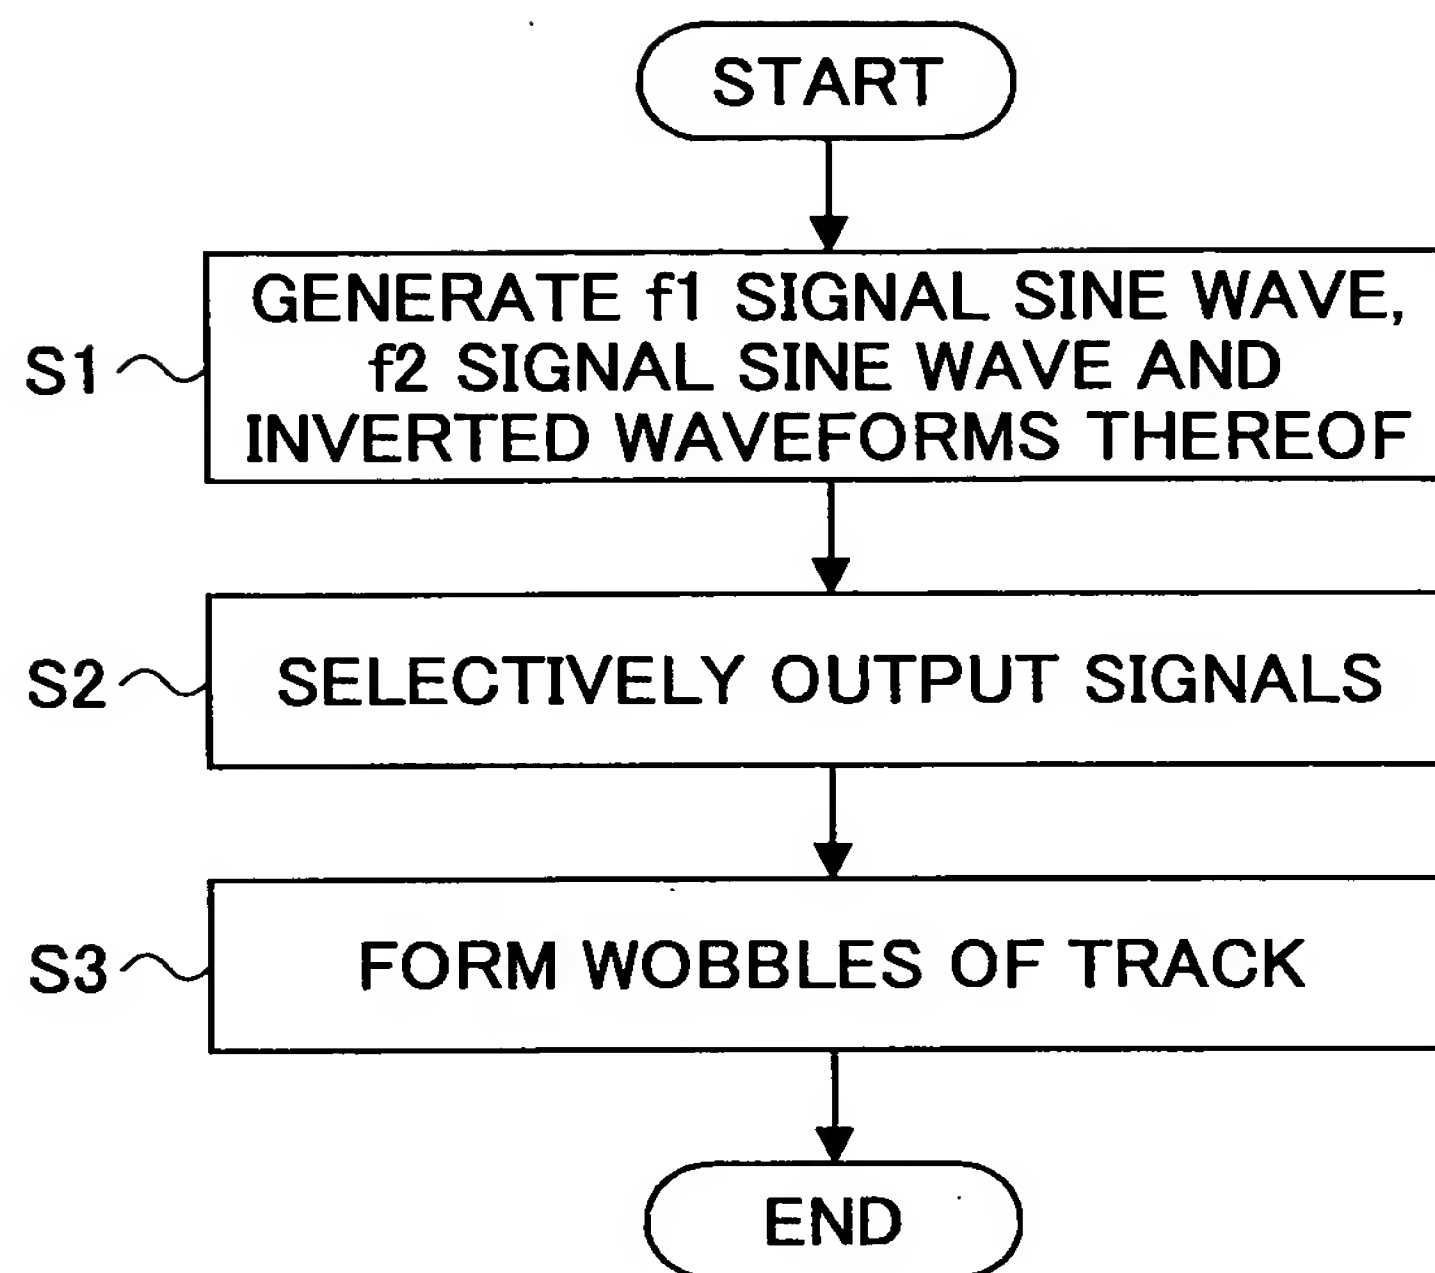 START
S1
GENERATE f1 SIGNAL SINE WAVE,
f2 SIGNAL SINE WAVE AND
INVERTED WAVEFORMS THEREOF
S2
SELECTIVELY OUTPUT SIGNALS
S3
FORM WOBBLES OF TRACK
END